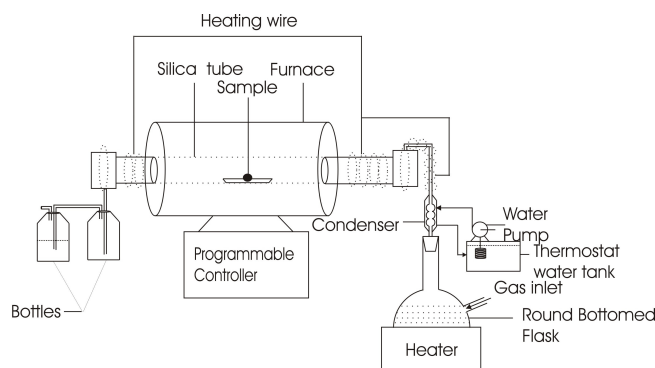 Heating wire
Silica tube
Furnace
Sample
Condenser
Water
Pump
Programmable
Controller
Thermostat
water tank
Gas inlet
Bottles
Round Bottomed
Flask
Heater